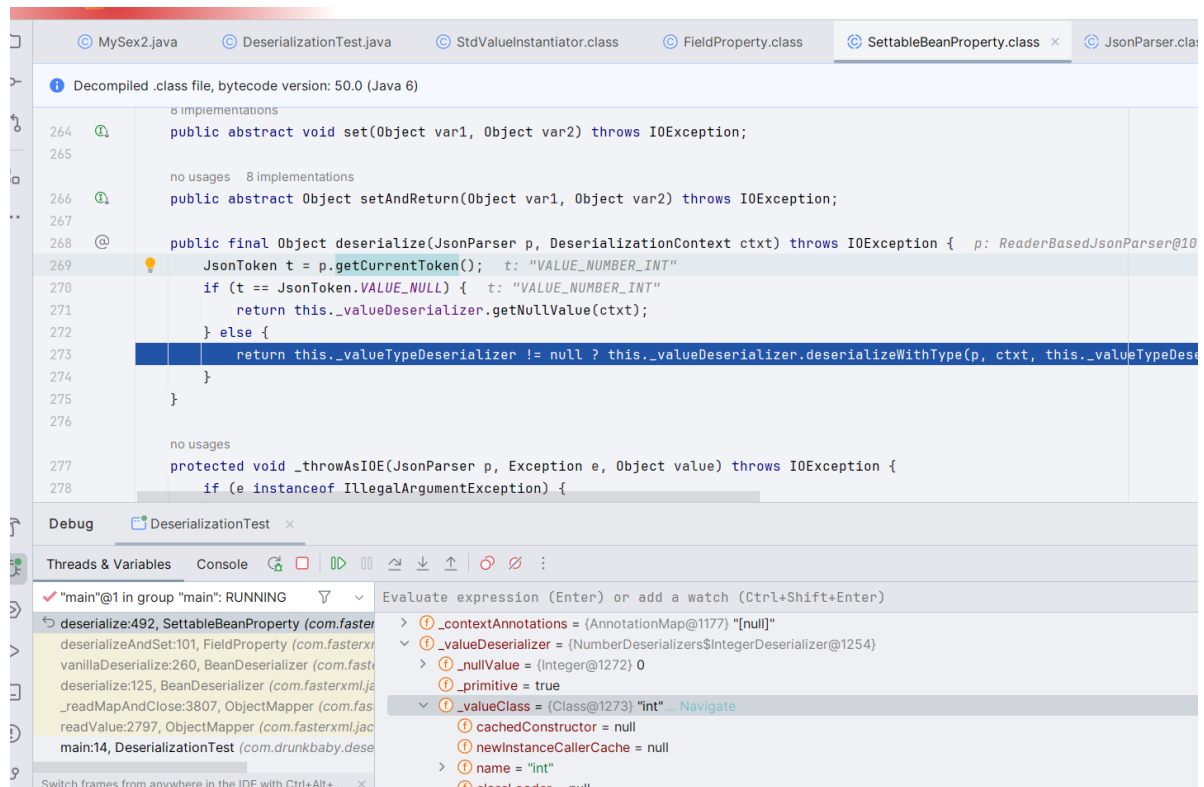 MySex2.java DeserializationTest.java StdValueInstantiator.class FieldProperty.class SettableBeanProperty.class JsonParser.clas
Decompiled .class file, bytecode version: 50.0 (Java 6)
8 implementations
264 public abstract void set(Object var1, Object var2) throws IOException;
265
no usages 8 implementations
266 public abstract Object setAndReturn(Object var1, Object var2) throws IOException;
267
268 public final Object deserialize(JsonParser p, DeserializationContext ctxt) throws IOException { p: ReaderBasedJsonParser@10
269 JsonToken t = p.getCurrentToken(); t: "VALUE_NUMBER_INT"
270 if (t == JsonToken.VALUE_NULL) { t: "VALUE_NUMBER_INT"
271 return this._valueDeserializer.getNullValue(ctxt);
272 } else {
273 return this._valueTypeDeserializer != null ? this._valueDeserializer.deserializeWithType(p, ctxt, this._valueTypeDese
274 }
275 }
276
no usages
277 protected void _throwAsIOE(JsonParser p, Exception e, Object value) throws IOException {
278 if (e instanceof IllegalArgumentException) {
Debug DeserializationTest
Threads & Variables Console
"main"@1 in group "main": RUNNING
Evaluate expression (Enter) or add a watch (Ctrl+Shift+Enter)
deserialize:492, SettableBeanProperty (com.faster
_contextAnnotations = {AnnotationMap@1177} "[null]"
deserializeAndSet:101, FieldProperty (com.fasterxr
_valueDeserializer = {NumberDeserializers$IntegerDeserializer@1254}
vanillaDeserialize:260, BeanDeserializer (com.faste
_nullValue = {Integer@1272} 0
deserialize:125, BeanDeserializer (com.fasterxml.ja
_primitive = true
_readMapAndClose:3807, ObjectMapper (com.fas
_valueClass = {Class@1273} "int"... Navigate
readValue:2797, ObjectMapper (com.fasterxml.jac
cachedConstructor = null
main:14, DeserializationTest (com.drunkbaby.dese
newInstanceCallerCache = null
name = "int"
Switch frames from anywhere in the IDE with Ctrl+Alt+...
classLoader = null